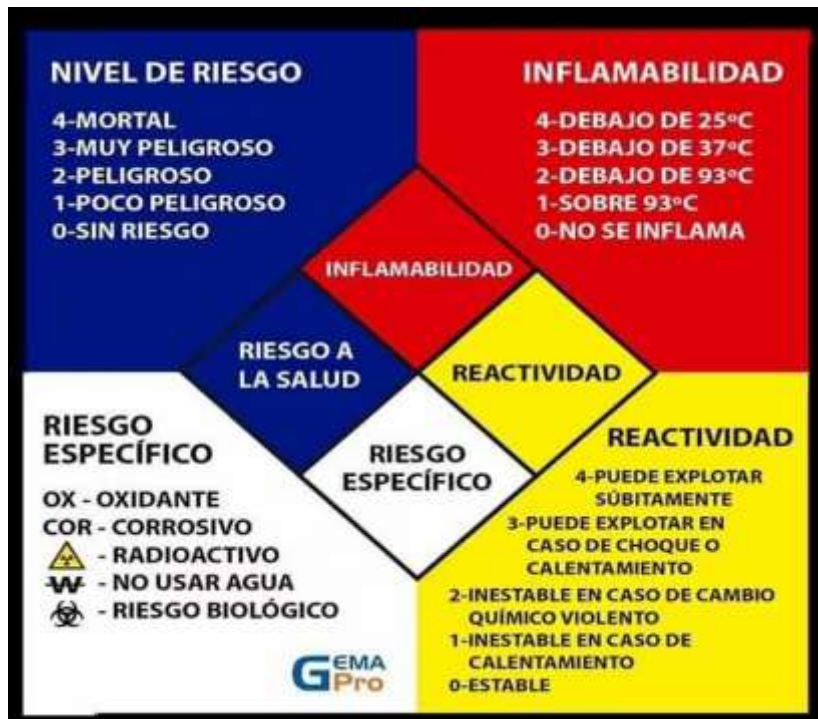 NIVEL DE RIESGO
4-MORTAL
3-MUY PELIGROSO
2-PELIGROSO
1-POCO PELIGROSO
0-SIN RIESGO
INFLAMABILIDAD
4-DEBAJO DE 25ºC
3-DEBAJO DE 37ºC
2-DEBAJO DE 93ºC
1-SOBRE 93ºC
0-NO SE INFLAMA
INFLAMABILIDAD
RIESGO A
LA SALUD
REACTIVIDAD
RIESGO
ESPECÍFICO
RIESGO
ESPECÍFICO
OX - OXIDANTE
COR - CORROSIVO
- RADIOACTIVO
W - NO USAR AGUA
- RIESGO BIOLÓGICO
REACTIVIDAD
4-PUEDE EXPLOTAR
SÚBITAMENTE
3-PUEDE EXPLOTAR EN
CASO DE CHOQUE O
CALENTAMIENTO
2-INESTABLE EN CASO DE CAMBIO
QUÍMICO VIOLENTO
1-INESTABLE EN CASO DE
CALENTAMIENTO
0-ESTABLE
GEMA
Pro